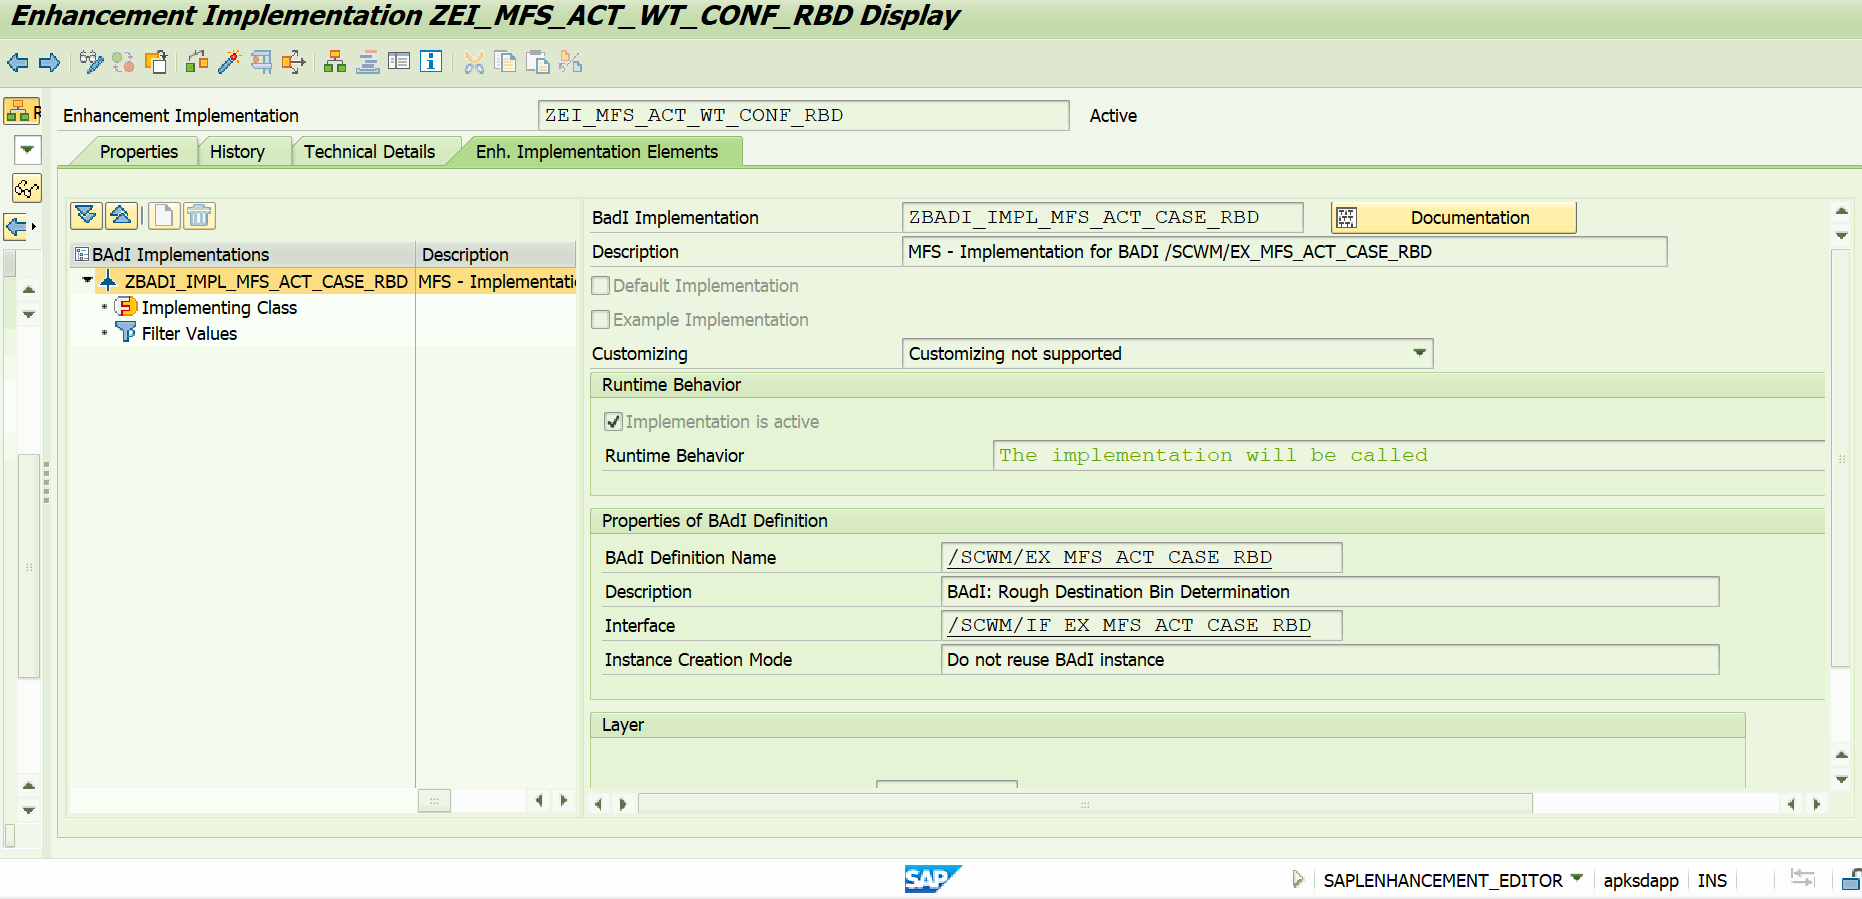 Enhancement Implementation ZEI_MFS_ACT_WT_CONF_RBD Display
Enhancement Implementation ZEI_MFS_ACT_WT_CONF_RBD Active
Properties History Technical Details Enh. Implementation Elements
BAdI Implementations Description
ZBADI_IMPL_MFS_ACT_CASE_RBD MFS - Implementatio
Implementing Class
Filter Values
BadI Implementation ZBADI_IMPL_MFS_ACT_CASE_RBD Documentation
Description MFS - Implementation for BADI /SCWM/EX_MFS_ACT_CASE_RBD
Default Implementation
Example Implementation
Customizing Customizing not supported
Runtime Behavior
Implementation is active
Runtime Behavior The implementation will be called
Properties of BAdI Definition
BAdI Definition Name /SCWM/EX_MFS_ACT_CASE_RBD
Description BAdI: Rough Destination Bin Determination
Interface /SCWM/IF_EX_MFS_ACT_CASE_RBD
Instance Creation Mode Do not reuse BAdI instance
Layer
SAP SAPLENHANCEMENT_EDITOR apksdapp INS